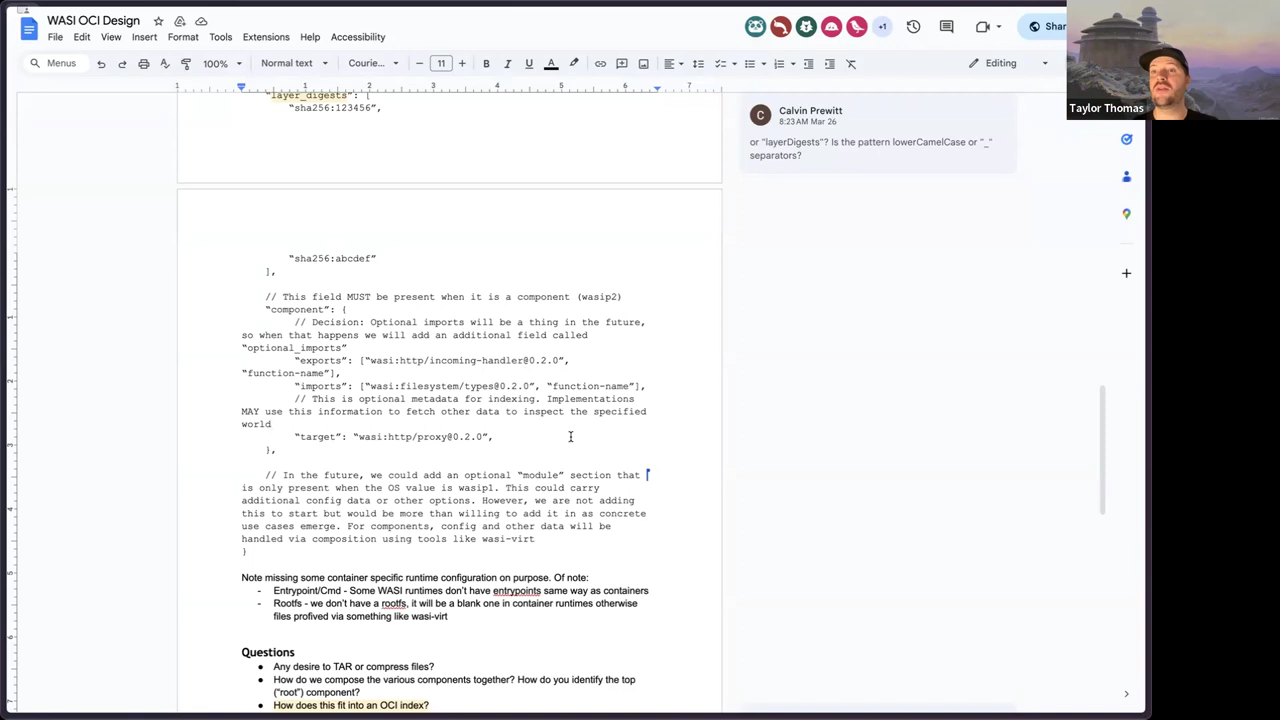 WASI OCI Design
File Edit View Insert Format Tools Extensions Help Accessibility
+1
Shar
Menus
100%
Normal text
Courie...
11
B I U A
Editing
Taylor Thomas
1 1 2 3 4 5 6 7
"layer_digests": [
"sha256:123456",
Calvin Prewitt
8:23 AM Mar 26
or "layerDigests"? Is the pattern lowerCamelCase or "_"
separators?
"sha256:abcdef"
],
// This field MUST be present when it is a component (wasip2)
"component": {
// Decision: Optional imports will be a thing in the future,
so when that happens we will add an additional field called
"optional_imports"
"exports": ["wasi:http/incoming-handler@0.2.0",
"function-name"],
"imports": ["wasi:filesystem/types@0.2.0", "function-name"],
// This is optional metadata for indexing. Implementations
MAY use this information to fetch other data to inspect the specified
world
"target": "wasi:http/proxy@0.2.0",
},
// In the future, we could add an optional "module" section that
is only present when the OS value is wasip1. This could carry
additional config data or other options. However, we are not adding
this to start but would be more than willing to add it in as concrete
use cases emerge. For components, config and other data will be
handled via composition using tools like wasi-virt
}
Note missing some container specific runtime configuration on purpose. Of note:
- Entrypoint/Cmd - Some WASI runtimes don't have entrypoints same way as containers
- Rootfs - we don't have a rootfs, it will be a blank one in container runtimes otherwise
files profived via something like wasi-virt
Questions
● Any desire to TAR or compress files?
● How do we compose the various components together? How do you identify the top
("root") component?
● How does this fit into an OCI index?